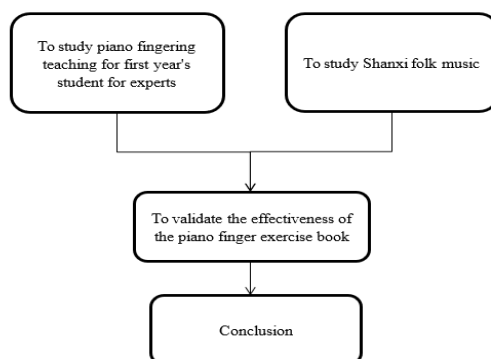 To study piano fingering
teaching for first year's
student for experts
To study Shanxi folk music
To validate the effectiveness of
the piano finger exercise book
Conclusion